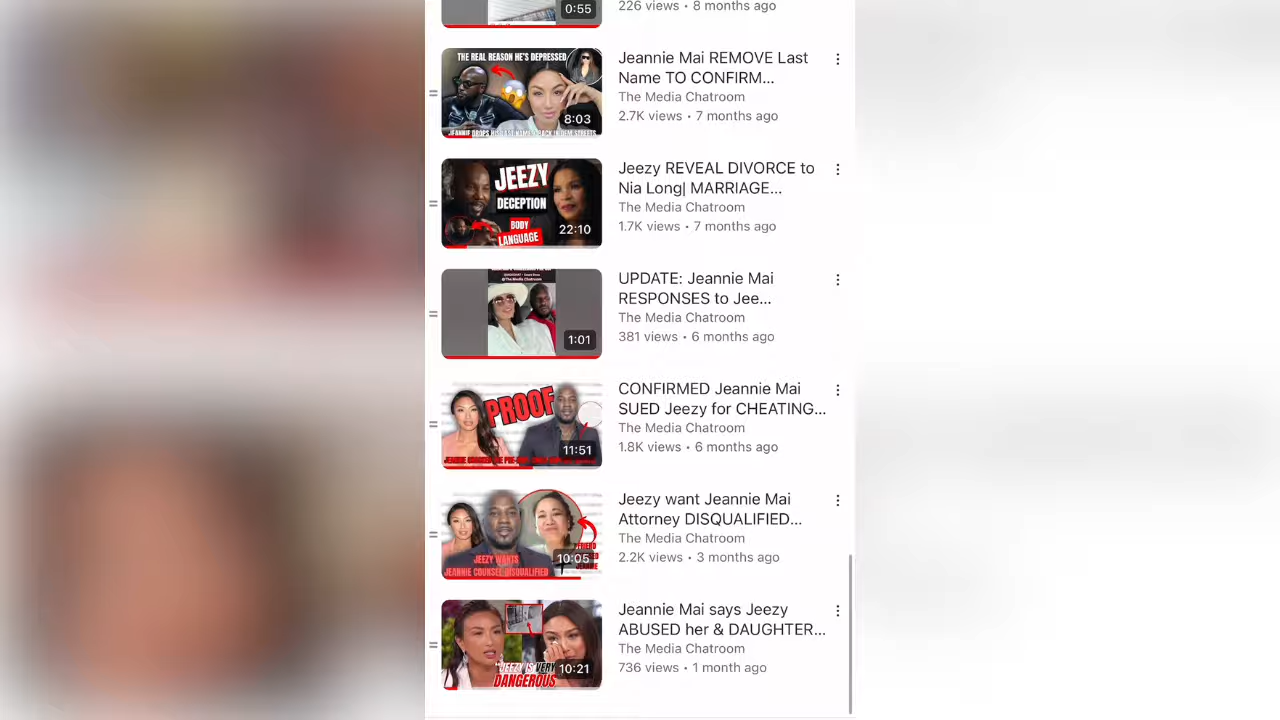 0:55
226 views • 8 months ago
THE REAL REASON HE'S DEPRESSED
8:03
Jeannie Mai REMOVE Last
Name TO CONFIRM...
The Media Chatroom
2.7K views • 7 months ago
JEEZY
DECEPTION
BODY
LANGUAGE
22:10
Jeezy REVEAL DIVORCE to
Nia Long| MARRIAGE...
The Media Chatroom
1.7K views • 7 months ago
@The Media Chatroom
1:01
UPDATE: Jeannie Mai
RESPONSES to Jee...
The Media Chatroom
381 views • 6 months ago
PROOF
11:51
CONFIRMED Jeannie Mai
SUED Jeezy for CHEATING...
The Media Chatroom
1.8K views • 6 months ago
JEEZY WANTS
JEANNIE COUNSEL DISQUALIFIED
10:05
Jeezy want Jeannie Mai
Attorney DISQUALIFIED...
The Media Chatroom
2.2K views • 3 months ago
"JEEZY IS VERY
DANGEROUS
10:21
Jeannie Mai says Jeezy
ABUSED her & DAUGHTER...
The Media Chatroom
736 views • 1 month ago